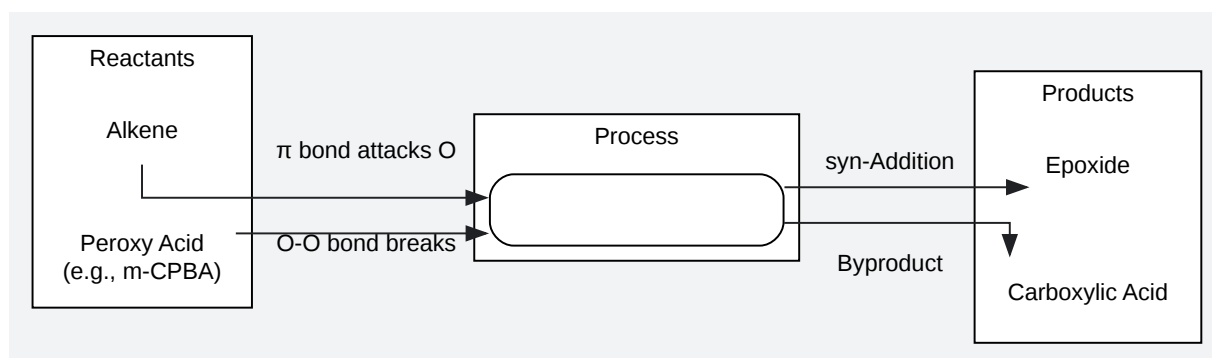 Reactants
Alkene
Peroxy Acid
(e.g., m-CPBA)
π bond attacks O
O-O bond breaks
Process
syn-Addition
Byproduct
Products
Epoxide
Carboxylic Acid